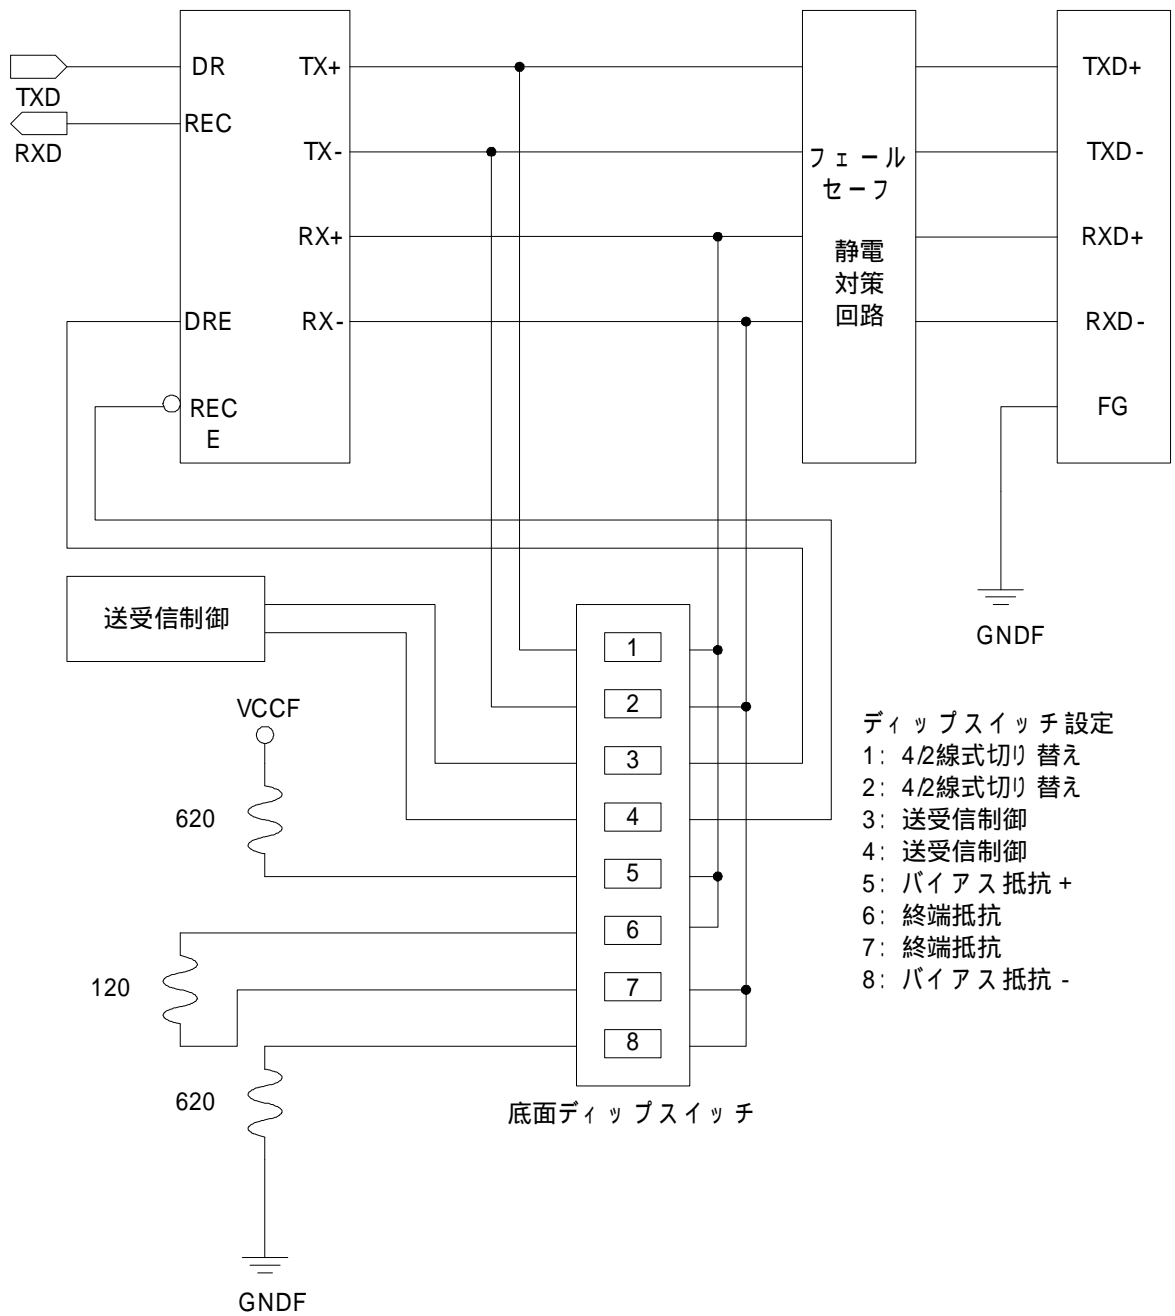 DR
TX+
TXD+
TXD
REC
RXD
TX-
フェール
セーフ
TXD-
RX+
静電
対策
回路
RXD+
DRE
RX-
RXD-
REC
E
FG
GNDF
送受信制御
1
2
3
4
5
6
7
8
VCCF
620
120
620
GNDF
底面ディップスイッチ
ディップスイッチ設定
1: 4/2線式切り替え
2: 4/2線式切り替え
3: 送受信制御
4: 送受信制御
5: バイアス抵抗 +
6: 終端抵抗
7: 終端抵抗
8: バイアス抵抗 -